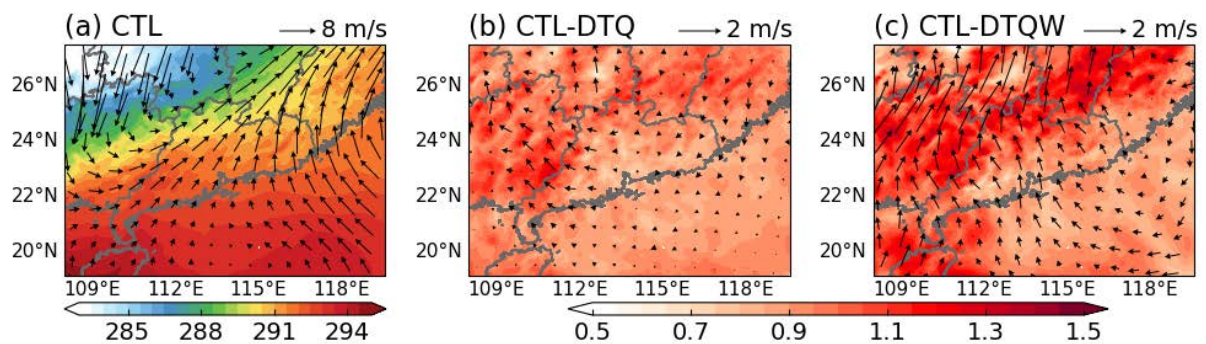 (a) CTL 8 m/s
(b) CTL-DTQ 2 m/s
(c) CTL-DTQW 2 m/s
26°N
24°N
22°N
20°N
109°E 112°E 115°E 118°E
26°N
24°N
22°N
20°N
109°E 112°E 115°E 118°E
26°N
24°N
22°N
20°N
109°E 112°E 115°E 118°E
285 288 291 294
0.5 0.7 0.9 1.1 1.3 1.5